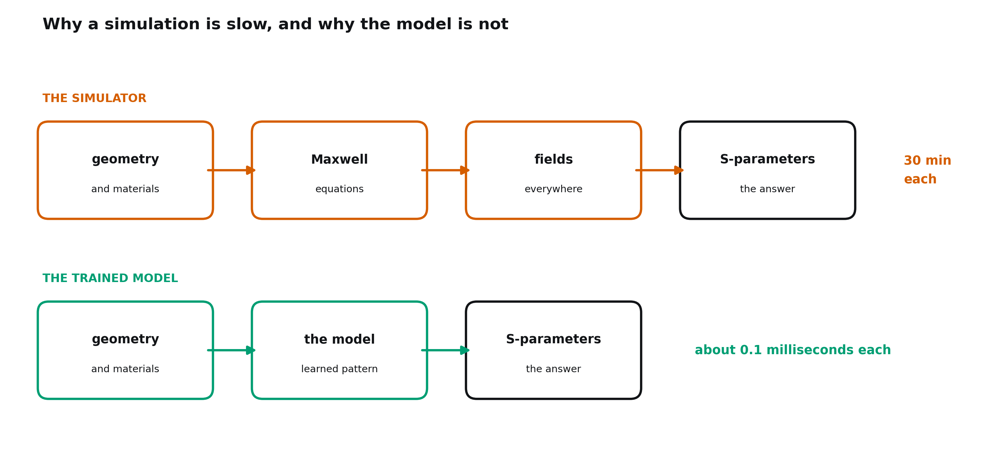 Why a simulation is slow, and why the model is not
THE SIMULATOR
geometry
and materials
Maxwell
equations
fields
everywhere
S-parameters
the answer
30 min
each
THE TRAINED MODEL
geometry
and materials
the model
learned pattern
S-parameters
the answer
about 0.1 milliseconds each